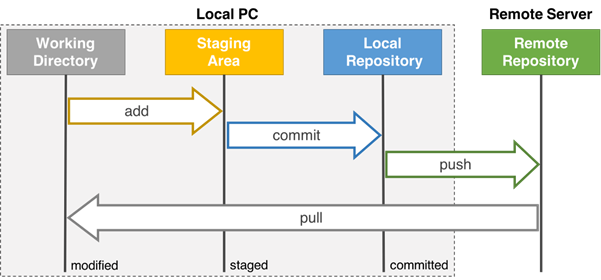 Local PC
Remote Server
Working
Directory
Staging
Area
Local
Repository
Remote
Repository
add
commit
push
pull
modified
staged
committed